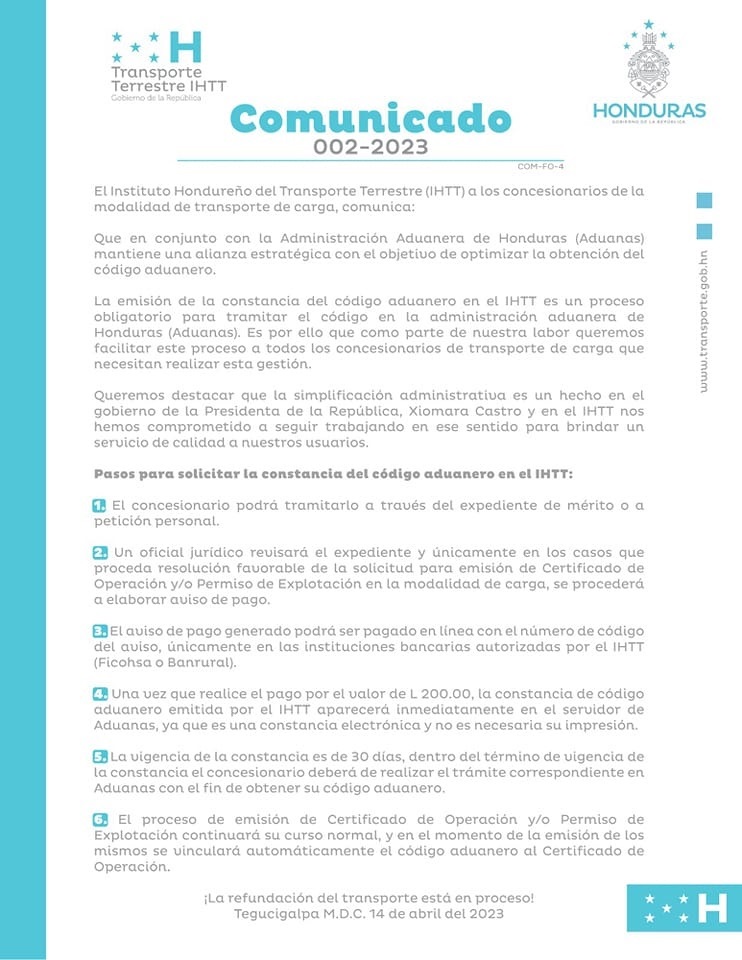 H
Transporte
Terrestre IHTT
Gobierno de la República
HONDURAS
GOBIERNO DE LA REPÚBLICA
Comunicado
002-2023
COM-FO-4
El Instituto Hondureño del Transporte Terrestre (IHTT) a los concesionarios de la
modalidad de transporte de carga, comunica:
Que en conjunto con la Administración Aduanera de Honduras (Aduanas)
mantiene una alianza estratégica con el objetivo de optimizar la obtención del
código aduanero.
La emisión de la constancia del código aduanero en el IHTT es un proceso
obligatorio para tramitar el código en la administración aduanera de
Honduras (Aduanas). Es por ello que como parte de nuestra labor queremos
facilitar este proceso a todos los concesionarios de transporte de carga que
necesitan realizar esta gestión.
Queremos destacar que la simplificación administrativa es un hecho en el
gobierno de la Presidenta de la República, Xiomara Castro y en el IHTT nos
hemos comprometido a seguir trabajando en ese sentido para brindar un
servicio de calidad a nuestros usuarios.
Pasos para solicitar la constancia del código aduanero en el IHTT:
1. El concesionario podrá tramitarlo a través del expediente de mérito o a
petición personal.
2. Un oficial jurídico revisará el expediente y únicamente en los casos que
proceda resolución favorable de la solicitud para emisión de Certificado de
Operación y/o Permiso de Explotación en la modalidad de carga, se procederá
a elaborar aviso de pago.
3. El aviso de pago generado podrá ser pagado en línea con el número de código
del aviso, únicamente en las instituciones bancarias autorizadas por el IHTT
(Ficohsa o Banrural).
4. Una vez que realice el pago por el valor de L 200.00, la constancia de código
aduanero emitida por el IHTT aparecerá inmediatamente en el servidor de
Aduanas, ya que es una constancia electrónica y no es necesaria su impresión.
5. La vigencia de la constancia es de 30 días, dentro del término de vigencia de
la constancia el concesionario deberá de realizar el trámite correspondiente en
Aduanas con el fin de obtener su código aduanero.
6. El proceso de emisión de Certificado de Operación y/o Permiso de
Explotación continuará su curso normal, y en el momento de la emisión de los
mismos se vinculará automáticamente el código aduanero al Certificado de
Operación.
¡La refundación del transporte está en proceso!
Tegucigalpa M.D.C. 14 de abril del 2023
www.transporte.gob.hn
H